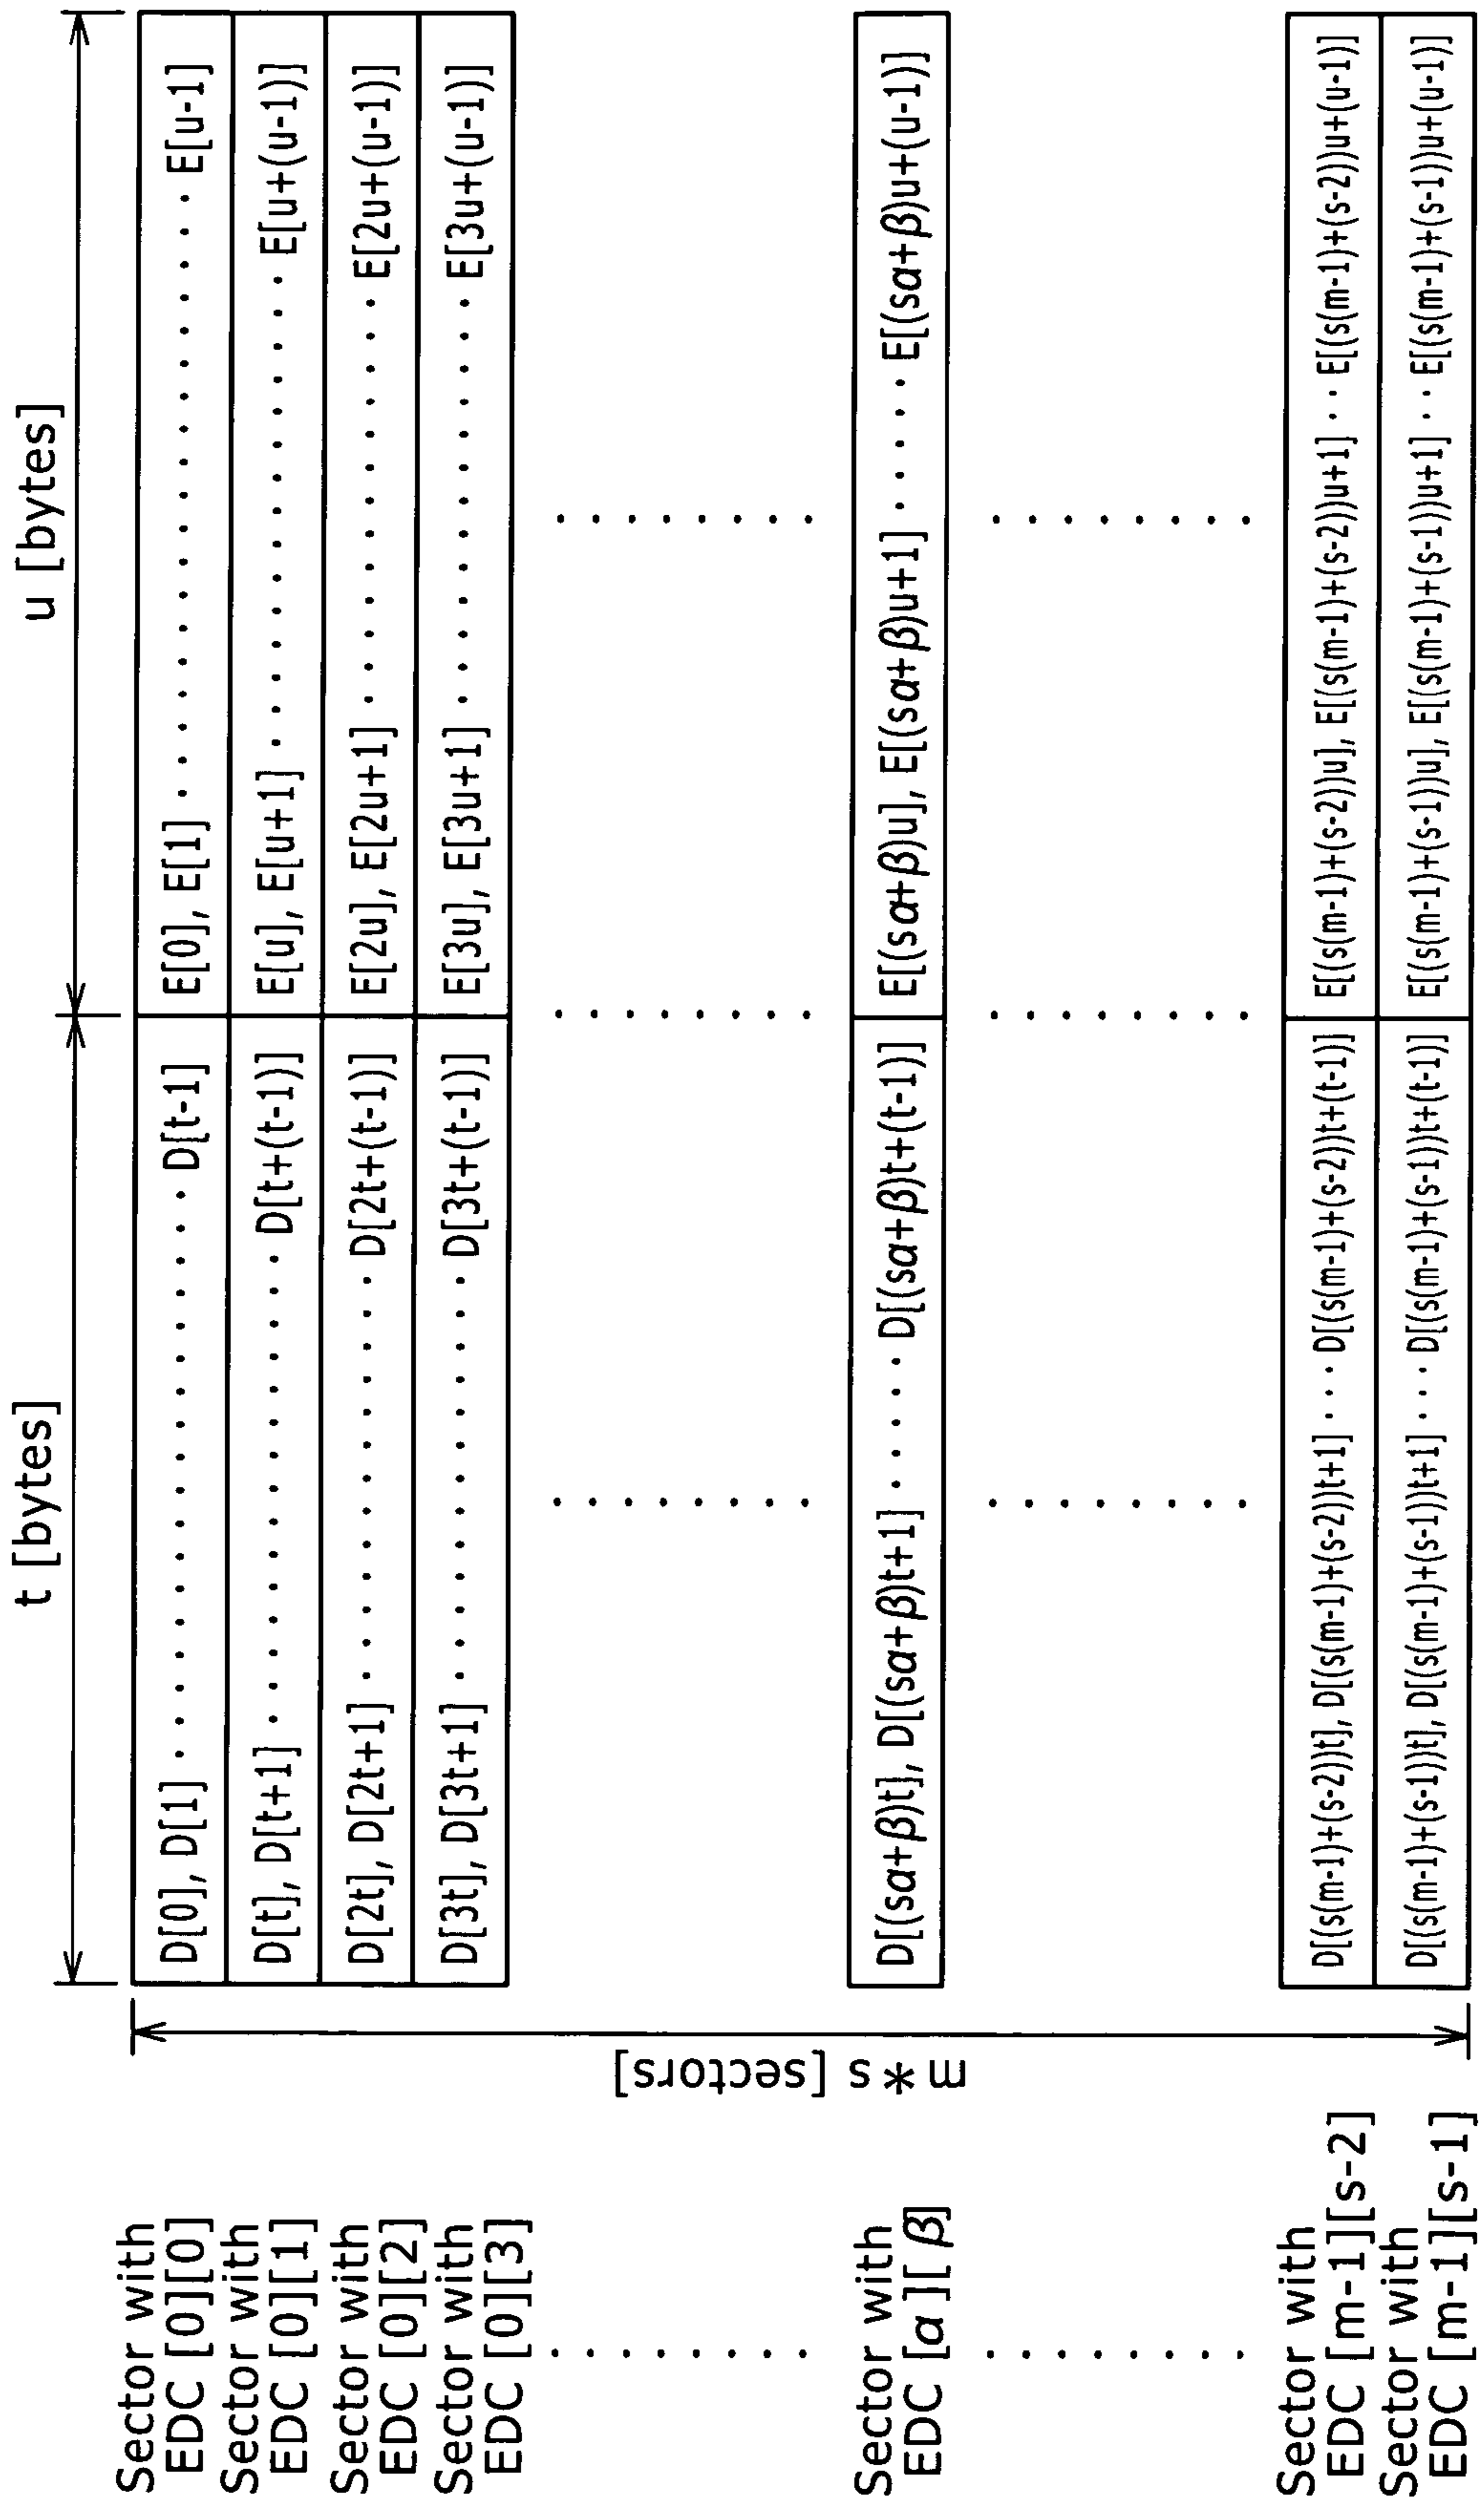 t [bytes]
u [bytes]
m*s [sectors]
Sector with
EDC [0][0]
D[0], D[1] · · · · · · · · · · · · · · · · · · D[t-1]
E[0], E[1] · · · · · · · · · · · · · · · · · · · E[u-1]
Sector with
EDC [0][1]
D[t], D[t+1] · · · · · · · · · · · · · · · D[t+(t-1)]
E[u], E[u+1] · · · · · · · · · · · · · · · E[u+(u-1)]
Sector with
EDC [0][2]
D[2t], D[2t+1] · · · · · · · · · · · · · D[2t+(t-1)]
E[2u], E[2u+1] · · · · · · · · · · · · · E[2u+(u-1)]
Sector with
EDC [0][3]
D[3t], D[3t+1] · · · · · · · · · · · · · D[3t+(t-1)]
E[3u], E[3u+1] · · · · · · · · · · · · · E[3u+(u-1)]
Sector with
EDC [α][β]
D[(sα+β)t], D[(sα+β)t+1] · · · · · D[(sα+β)t+(t-1)]
E[(sα+β)u], E[(sα+β)u+1] · · · · · E[(sα+β)u+(u-1)]
Sector with
EDC [m-1][s-2]
D[(s(m-1)+(s-2))t], D[(s(m-1)+(s-2))t+1] · · · D[(s(m-1)+(s-2))t+(t-1)]
E[(s(m-1)+(s-2))u], E[(s(m-1)+(s-2))u+1] · · E[(s(m-1)+(s-2))u+(u-1)]
Sector with
EDC [m-1][s-1]
D[(s(m-1)+(s-1))t], D[(s(m-1)+(s-1))t+1] · · · D[(s(m-1)+(s-1))t+(t-1)]
E[(s(m-1)+(s-1))u], E[(s(m-1)+(s-1))u+1] · · E[(s(m-1)+(s-1))u+(u-1)]